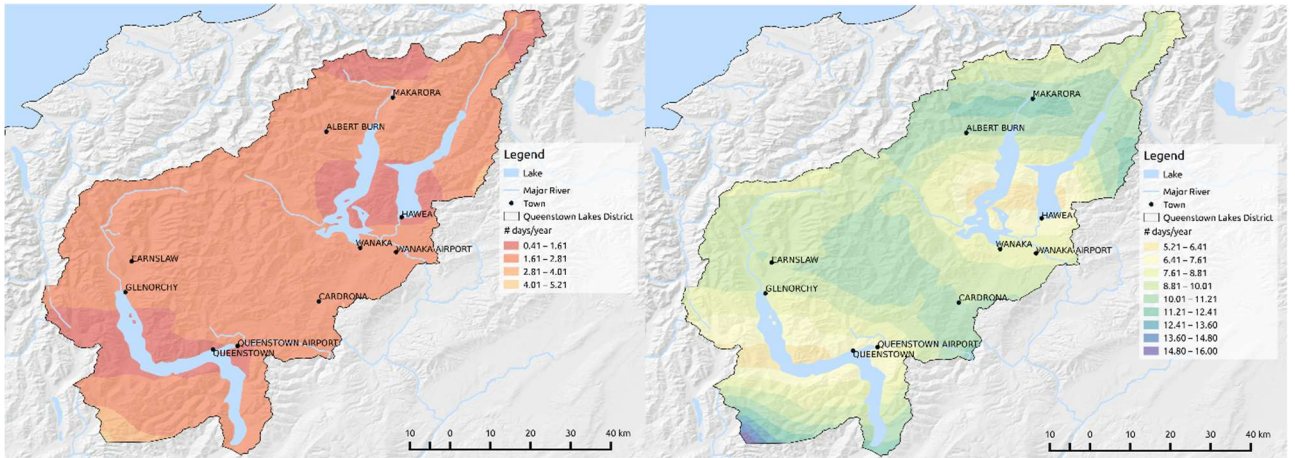 MAKARORA
ALBERT BURN
HAWEA
WANAKA
WANAKA AIRPORT
EARNSLAW
GLENORCHY
CARDRONA
QUEENSTOWN AIRPORT
QUEENSTOWN
Legend
Lake
Major River
Town
Queenstown Lakes District
# days/year
0.41 – 1.61
1.61 – 2.81
2.81 – 4.01
4.01 – 5.21
10 0 10 20 30 40 km
MAKARORA
ALBERT BURN
HAWEA
WANAKA
WANAKA AIRPORT
EARNSLAW
GLENORCHY
CARDRONA
QUEENSTOWN AIRPORT
QUEENSTOWN
Legend
Lake
Major River
Town
Queenstown Lakes District
# days/year
5.21 – 6.41
6.41 – 7.61
7.61 – 8.81
8.81 – 10.01
10.01 – 11.21
11.21 – 12.41
12.41 – 13.60
13.60 – 14.80
14.80 – 16.00
10 0 10 20 30 40 km